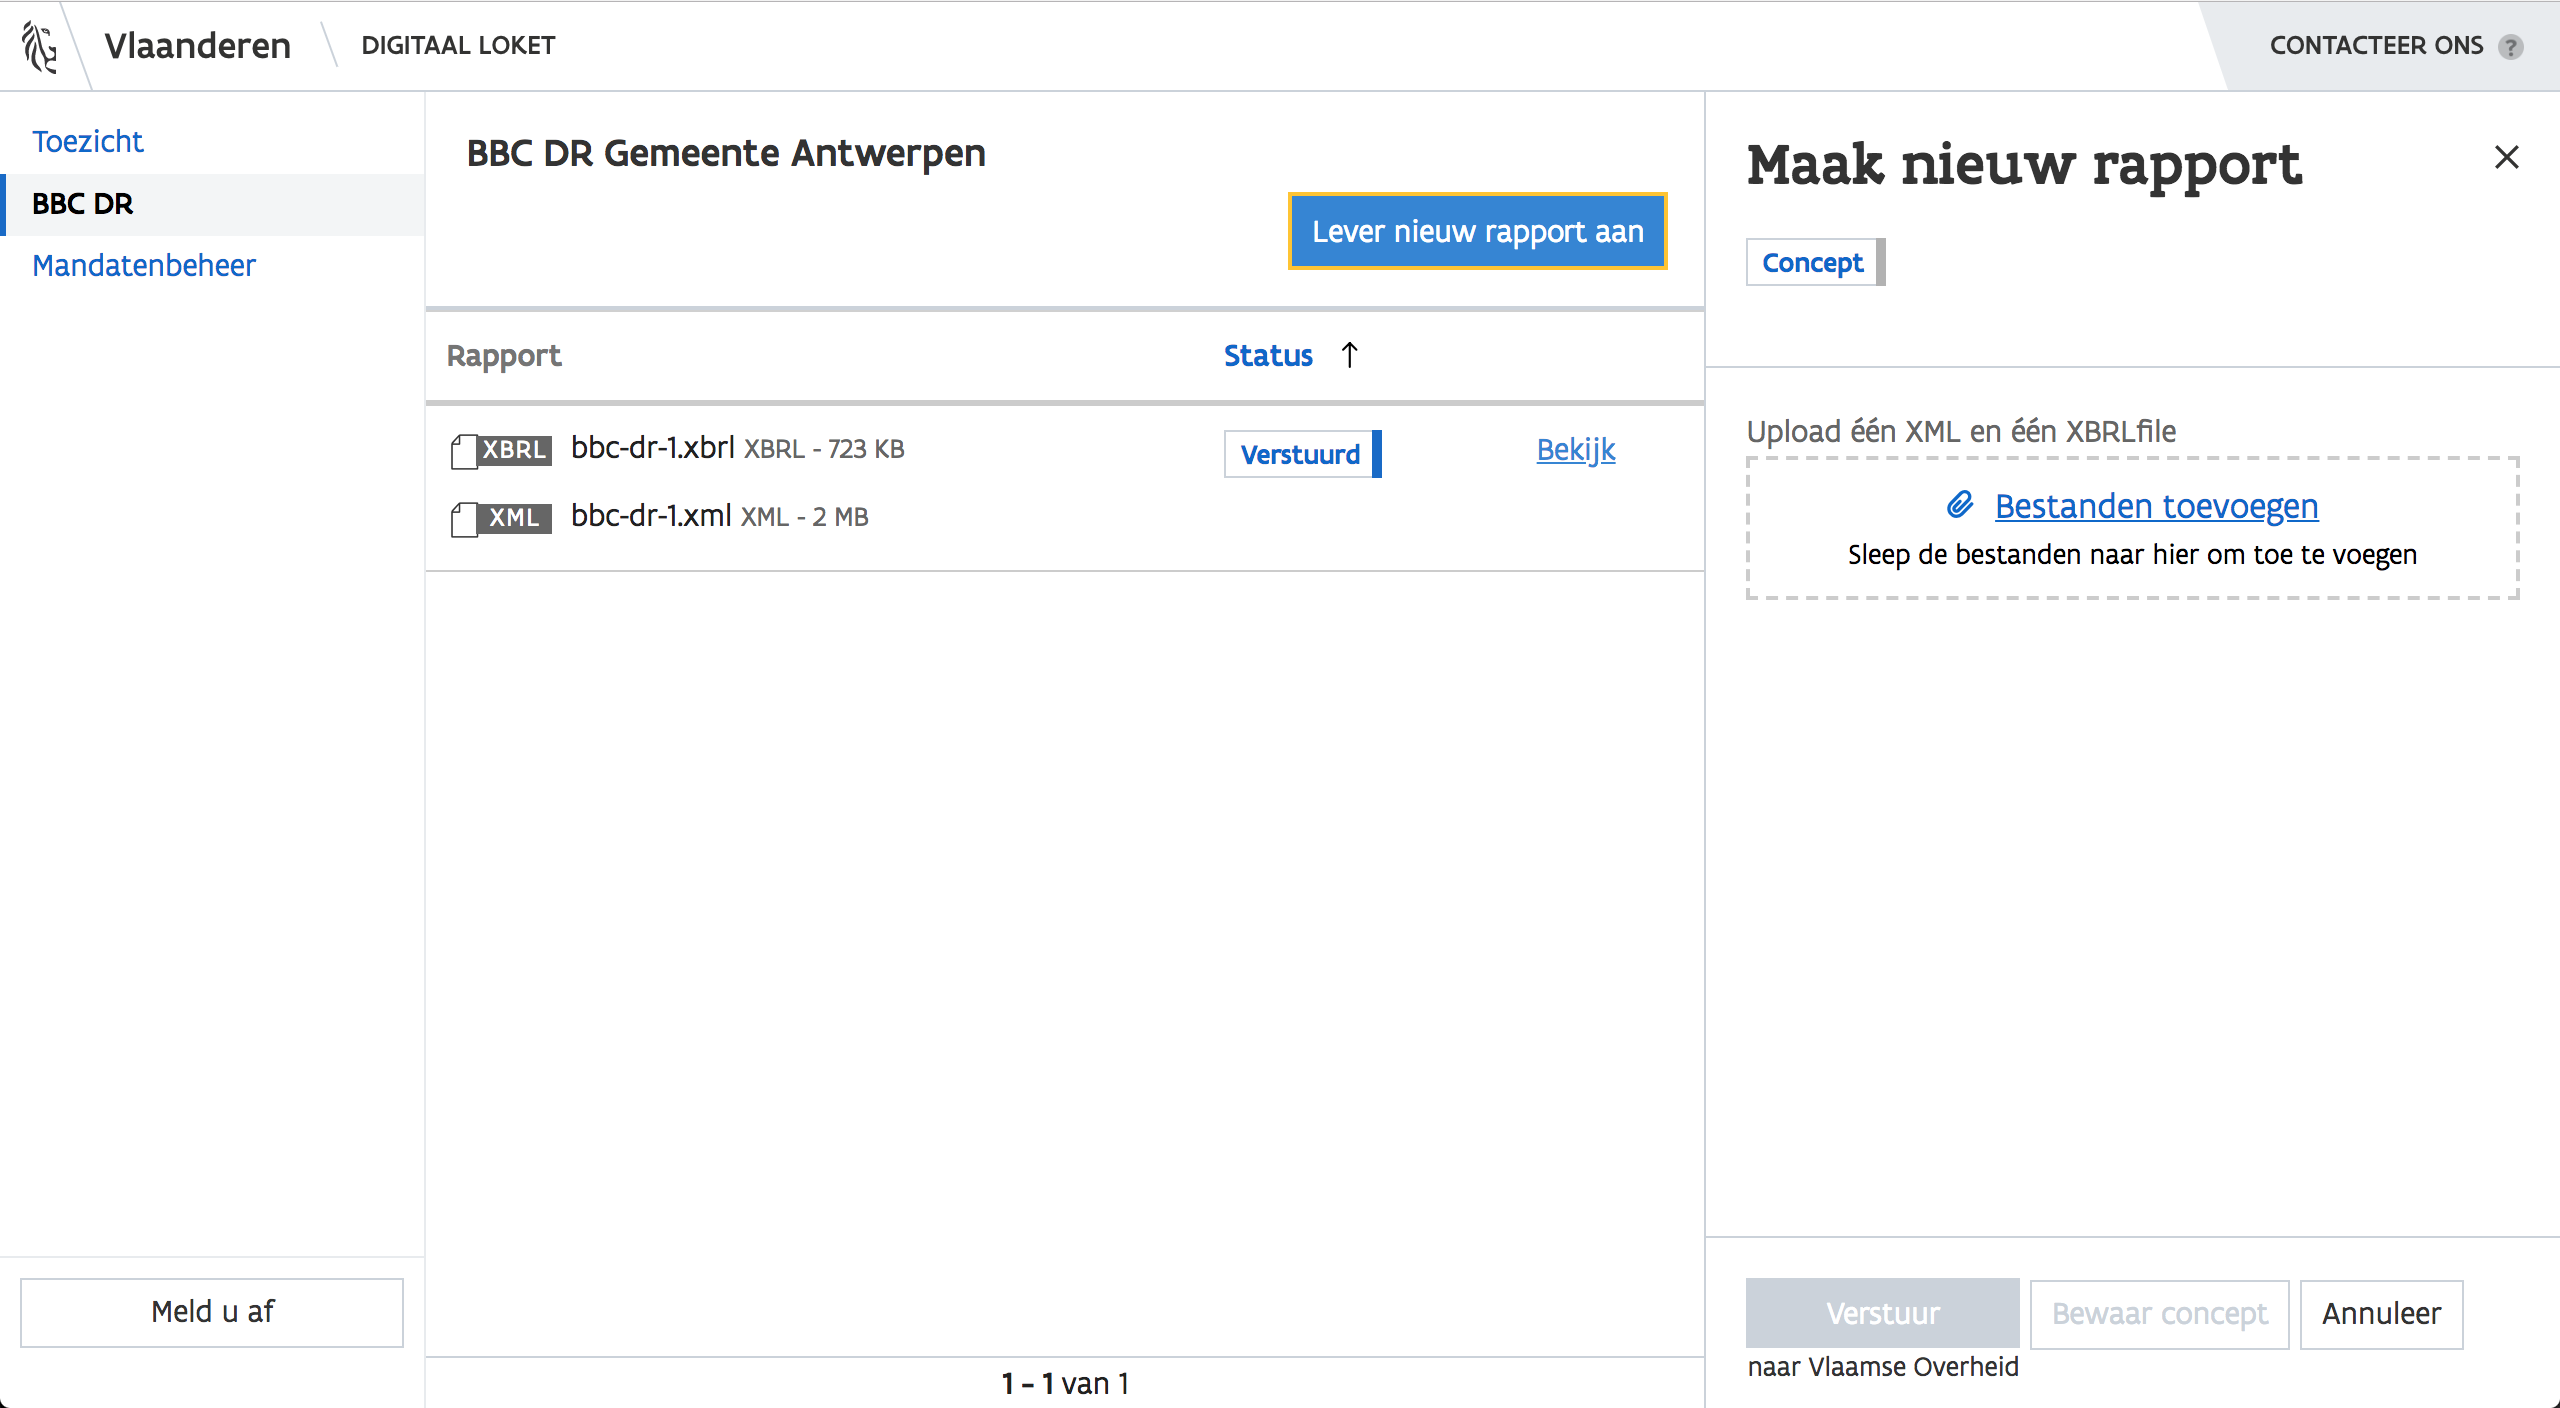 Vlaanderen
DIGITAAL LOKET
CONTACTEER ONS ?
Toezicht
BBC DR
Mandatenbeheer
Meld u af
BBC DR Gemeente Antwerpen
Lever nieuw rapport aan
Rapport Status ↑
XBRL bbc-dr-1.xbrl XBRL - 723 KB Verstuurd Bekijk
XML bbc-dr-1.xml XML - 2 MB
1 - 1 van 1
Maak nieuw rapport
Concept
Upload één XML en één XBRLfile
Bestanden toevoegen
Sleep de bestanden naar hier om toe te voegen
Verstuur Bewaar concept Annuleer
naar Vlaamse Overheid